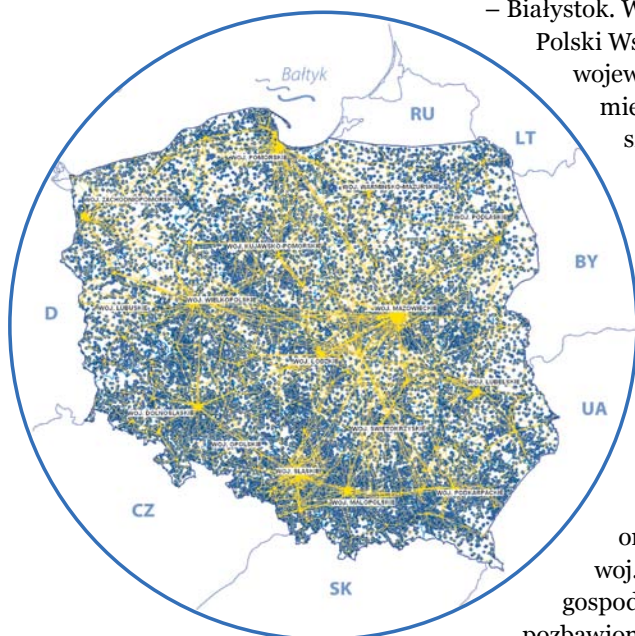 – Białystok. W
Polski Ws
wojew
mie
s
Bałtyk
RU
LT
WOJ. POMORSKIE
WOJ. WARMIŃSKO-MAZURSKIE
WOJ. ZACHODNIOPOMORSKIE
WOJ. PODLASKIE
WOJ. KUJAWSKO-POMORSKIE
BY
D
WOJ. LUBUSKIE
WOJ. WIELKOPOLSKIE
WOJ. MAZOWIECKIE
WOJ. ŁÓDZKIE
WOJ. LUBELSKIE
UA
WOJ. DOLNOŚLĄSKIE
WOJ. ŚWIĘTOKRZYSKIE
WOJ. OPOLSKIE
WOJ. ŚLĄSKIE
WOJ. MAŁOPOLSKIE
WOJ. PODKARPACKIE
CZ
SK
or
woj.
gospod
pozbawion